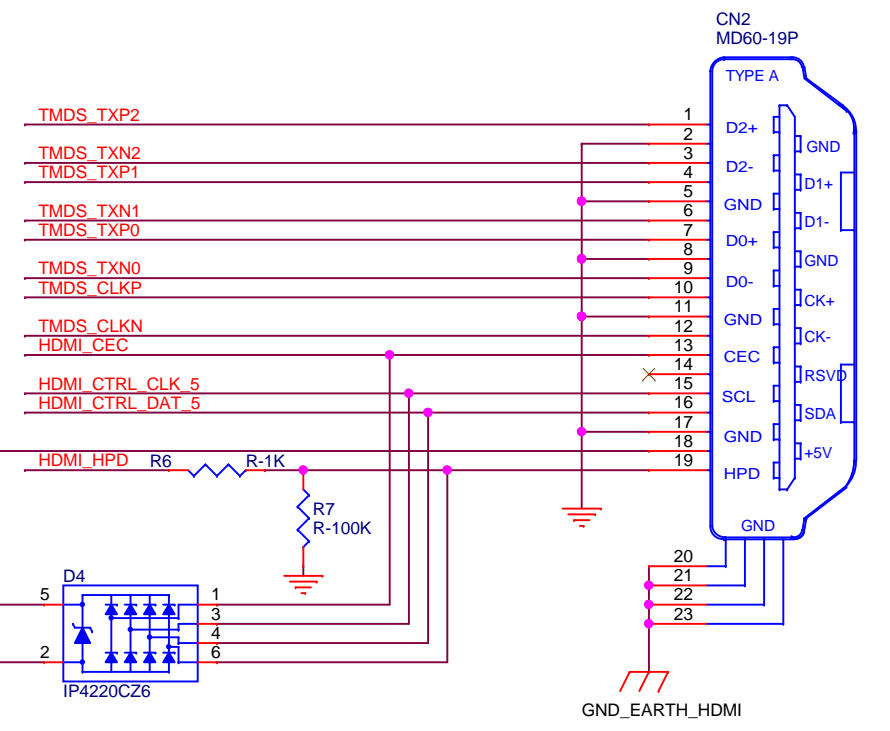 CN2
MD60-19P
TYPE A
TMDS_TXP2
1
D2+
2
GND
TMDS_TXN2
3
D2-
TMDS_TXP1
4
D1+
5
GND
TMDS_TXN1
6
D1-
TMDS_TXP0
7
D0+
8
GND
TMDS_TXN0
9
D0-
TMDS_CLKP
10
CK+
11
GND
TMDS_CLKN
12
CK-
HDMI_CEC
13
CEC
14
RSVD
HDMI_CTRL_CLK_5
15
SCL
HDMI_CTRL_DAT_5
16
SDA
17
GND
18
+5V
HDMI_HPD
R6
R-1K
19
HPD
R7
R-100K
GND
20
21
22
23
D4
5
1
3
4
2
6
IP4220CZ6
GND_EARTH_HDMI